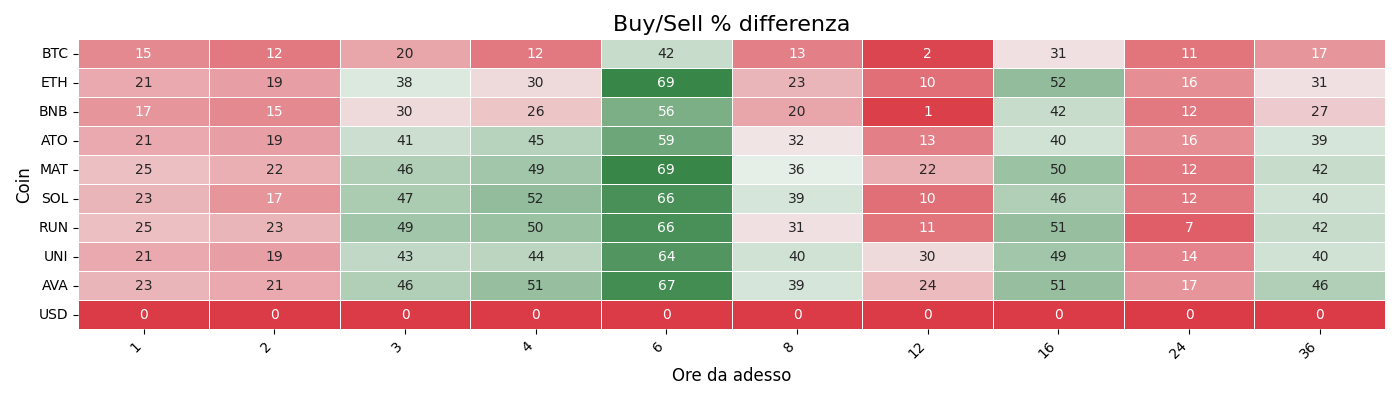 Buy/Sell % differenza
Coin
BTC 15 12 20 12 42 13 2 31 11 17
ETH 21 19 38 30 69 23 10 52 16 31
BNB 17 15 30 26 56 20 1 42 12 27
ATO 21 19 41 45 59 32 13 40 16 39
MAT 25 22 46 49 69 36 22 50 12 42
SOL 23 17 47 52 66 39 10 46 12 40
RUN 25 23 49 50 66 31 11 51 7 42
UNI 21 19 43 44 64 40 30 49 14 40
AVA 23 21 46 51 67 39 24 51 17 46
USD 0 0 0 0 0 0 0 0 0 0
1 2 3 4 6 8 12 16 24 36
Ore da adesso